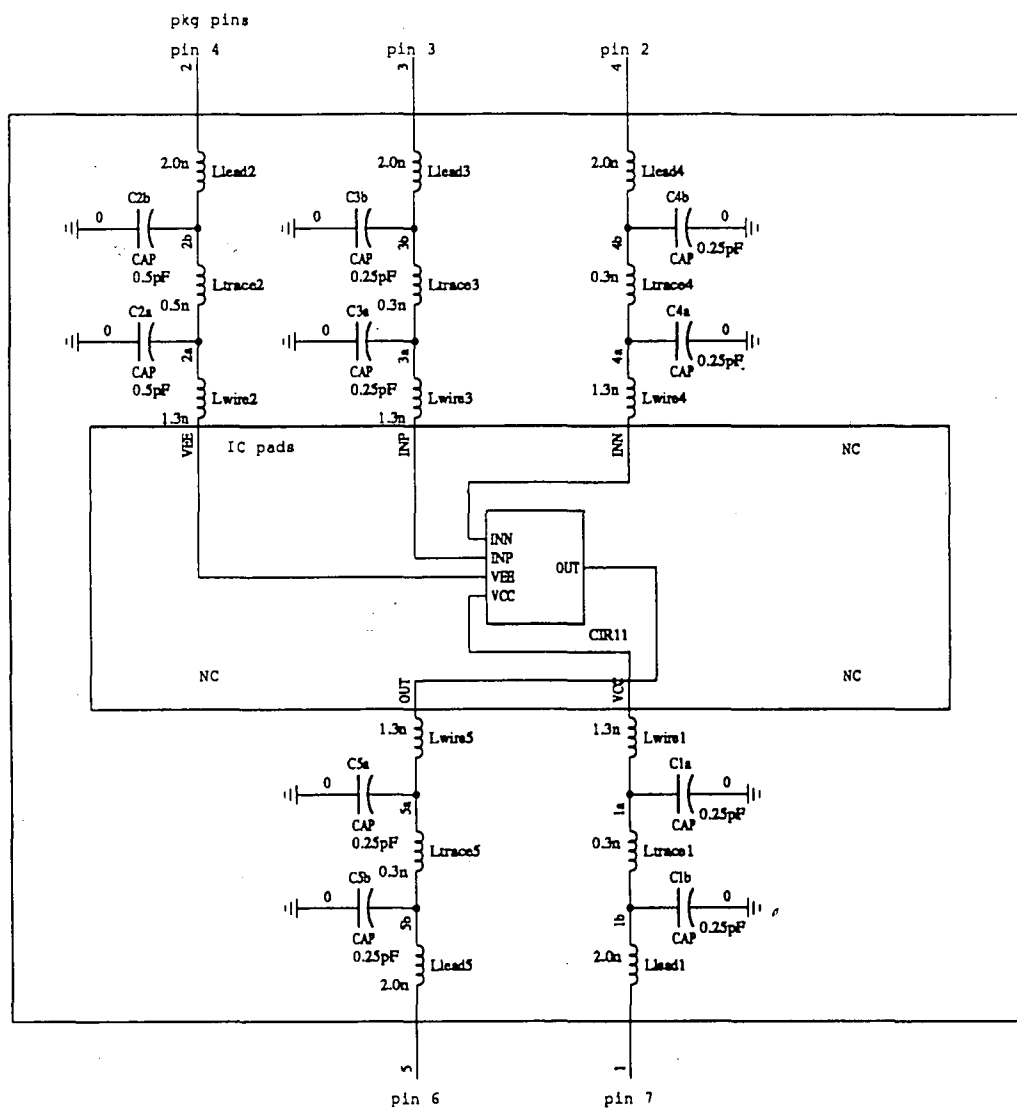 pkg pins
pin 4
pin 3
pin 2
2
3
4
2.0n
Llead2
2.0n
Llead3
2.0n
Llead4
C2b
0
CAP
0.5pF
2b
C3b
0
CAP
0.25pF
3b
C4b
0
CAP
0.25pF
4b
Ltrace2
0.5n
Ltrace3
0.3n
Ltrace4
0.3n
C2a
0
CAP
0.5pF
2a
C3a
0
CAP
0.25pF
3a
C4a
0
CAP
0.25pF
4a
Lwire2
1.3n
Lwire3
1.3n
Lwire4
1.3n
VEE
IC pads
INP
INN
NC
INN
INP
VEE
VCC
OUT
CIR11
NC
OUT
VCC
NC
1.3n
Lwire5
1.3n
Lwire1
C5a
0
CAP
0.25pF
5a
C1a
0
CAP
0.25pF
1a
Ltrace5
0.3n
Ltrace1
0.3n
C5b
0
CAP
0.25pF
5b
C1b
0
CAP
0.25pF
1b
Llead5
2.0n
Llead1
2.0n
5
1
pin 6
pin 7